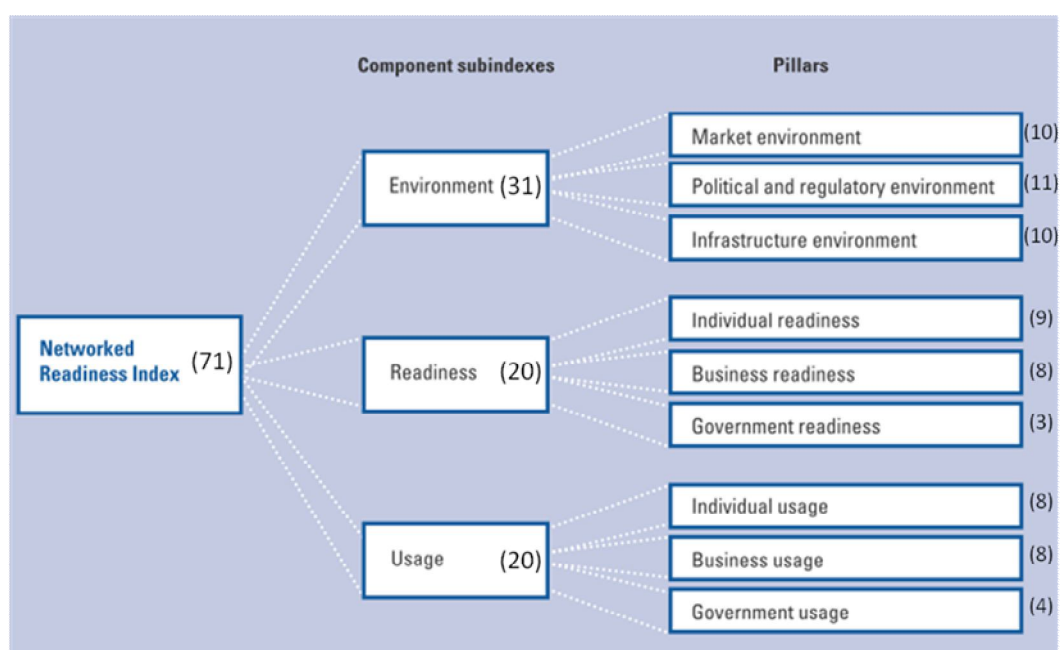 Component subindexes
Pillars
Market environment (10)
Environment (31)
Political and regulatory environment (11)
Infrastructure environment (10)
Networked
Readiness Index (71)
Individual readiness (9)
Readiness (20)
Business readiness (8)
Government readiness (3)
Individual usage (8)
Usage (20)
Business usage (8)
Government usage (4)